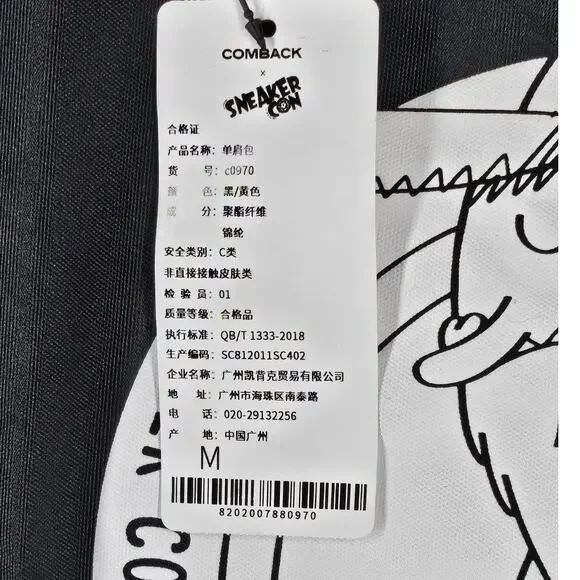 COMBACK
×
SNEAKER
CON
合格证
产品名称：单肩包
货 号：c0970
颜 色：黑/黄色
成 分：聚酯纤维
锦纶
安全类别：C类
非直接接触皮肤类
检 验 员：01
质量等级：合格品
执行标准：QB/T 1333-2018
生产编码：SC812011SC402
企业名称：广州凯背克贸易有限公司
地 址：广州市海珠区南泰路
电 话：020-29132256
产 地：中国广州
M
8202007880970
ER CO